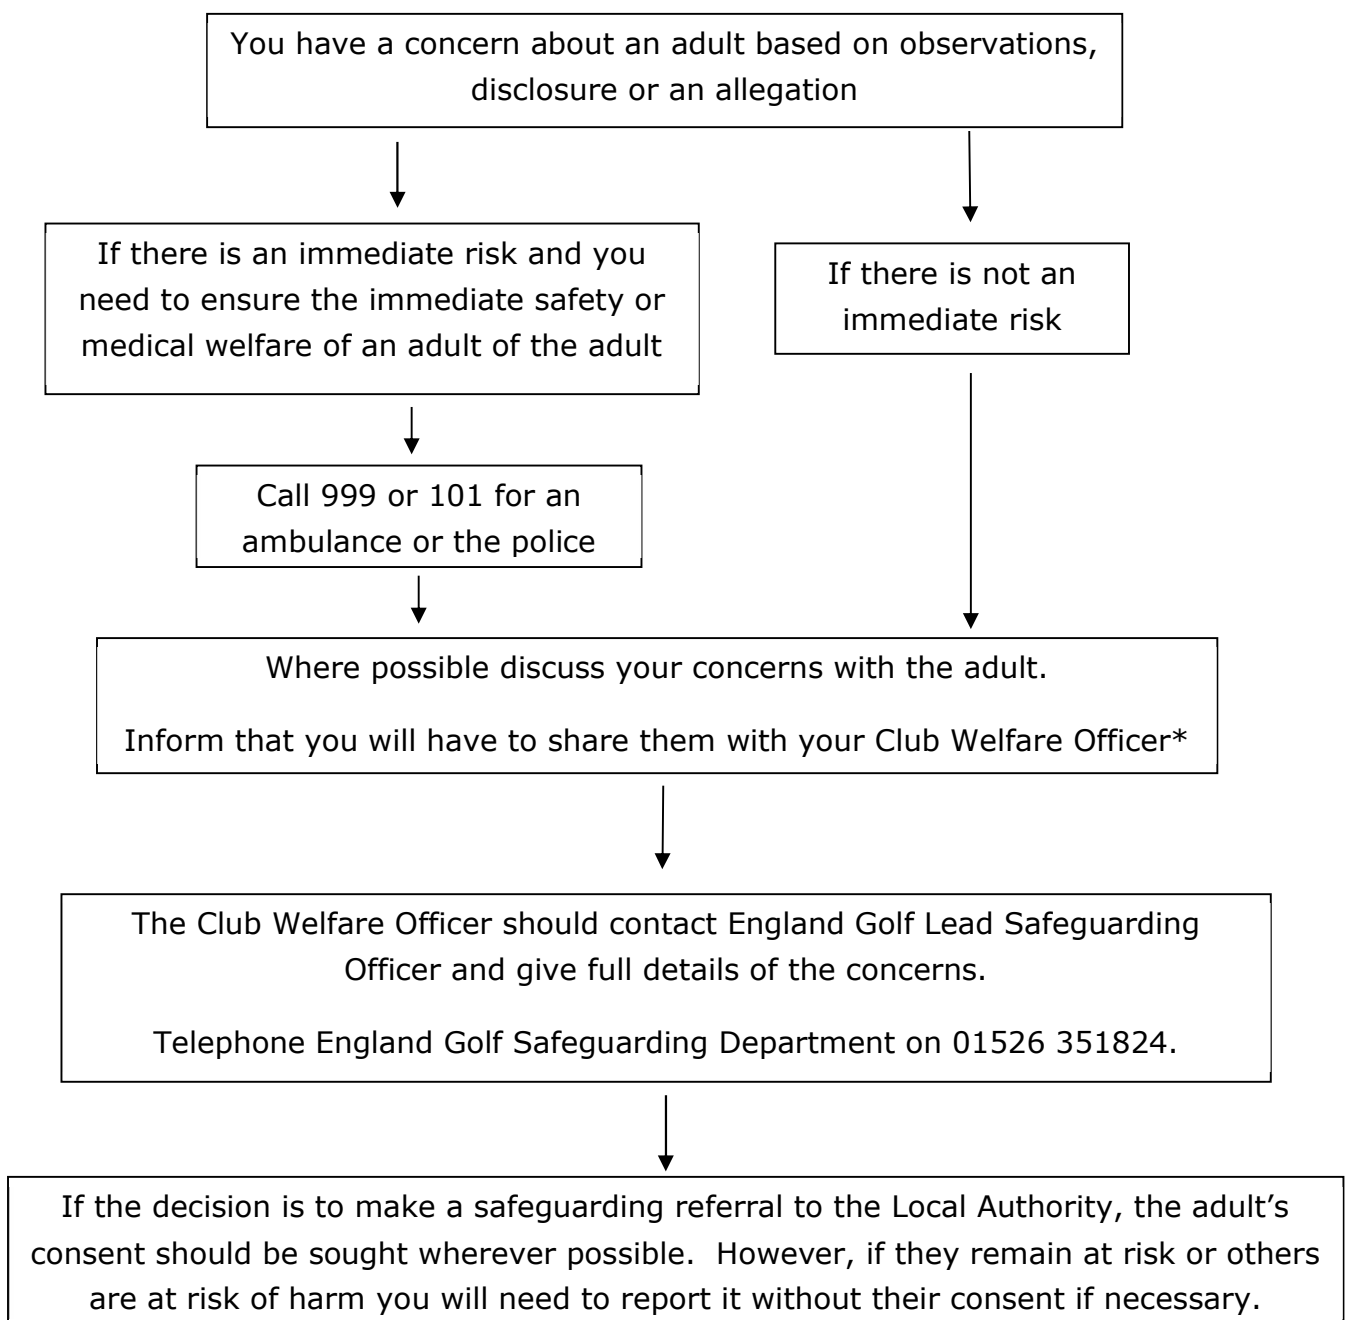 You have a concern about an adult based on observations,
disclosure or an allegation
If there is an immediate risk and you
need to ensure the immediate safety or
medical welfare of an adult of the adult
If there is not an
immediate risk
Call 999 or 101 for an
ambulance or the police
Where possible discuss your concerns with the adult.
Inform that you will have to share them with your Club Welfare Officer*
The Club Welfare Officer should contact England Golf Lead Safeguarding
Officer and give full details of the concerns.
Telephone England Golf Safeguarding Department on 01526 351824.
If the decision is to make a safeguarding referral to the Local Authority, the adult’s
consent should be sought wherever possible.  However, if they remain at risk or others
are at risk of harm you will need to report it without their consent if necessary.